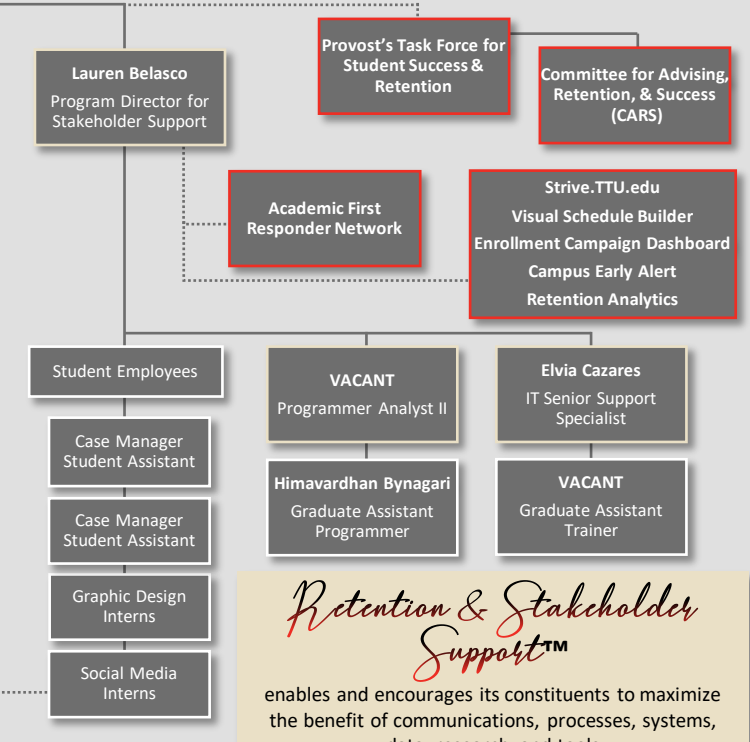 Provost's Task Force for
Student Success &
Retention
Lauren Belasco
Program Director for
Stakeholder Support
Committee for Advising,
Retention, & Success
(CARS)
Academic First
Responder Network
Strive.TTU.edu
Visual Schedule Builder
Enrollment Campaign Dashboard
Campus Early Alert
Retention Analytics
Student Employees
Case Manager
Student Assistant
Case Manager
Student Assistant
Graphic Design
Interns
Social Media
Interns
VACANT
Programmer Analyst II
Himavardhan Bynagari
Graduate Assistant
Programmer
Elvia Cazares
IT Senior Support
Specialist
VACANT
Graduate Assistant
Trainer
Retention & Stakeholder
Support™
enables and encourages its constituents to maximize
the benefit of communications, processes, systems,